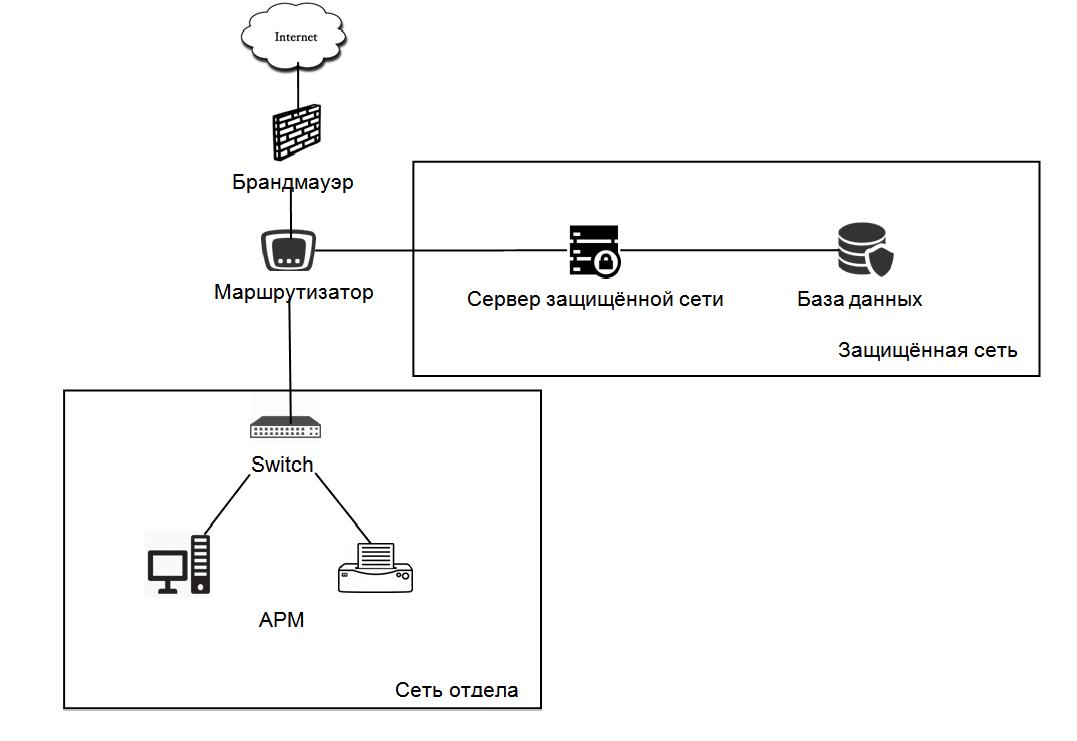 Internet
Брандмауэр
Маршрутизатор
Сервер защищённой сети
База данных
Защищённая сеть
Switch
АРМ
Сеть отдела